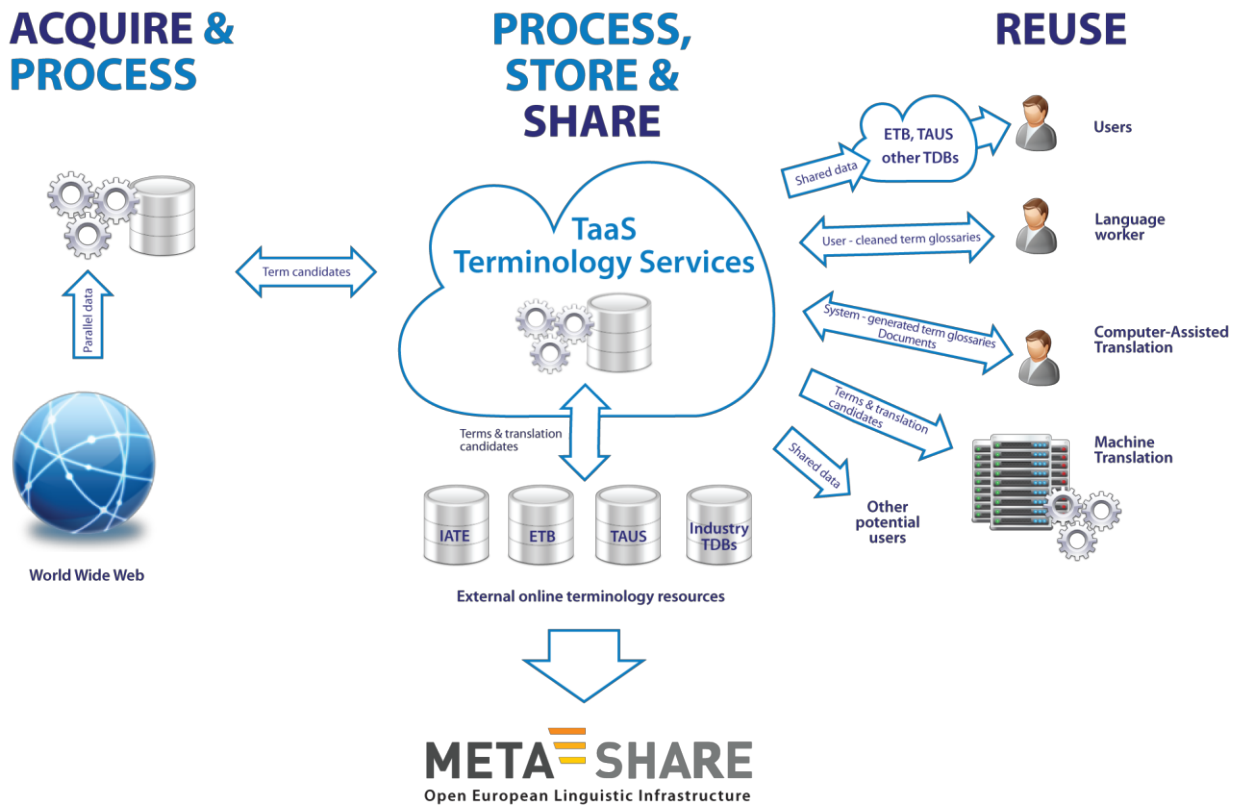 ACQUIRE &
PROCESS
PROCESS,
STORE &
SHARE
REUSE
Parallel data
World Wide Web
Term candidates
TaaS
Terminology Services
Terms & translation
candidates
IATE
ETB
TAUS
Industry
TDBs
External online terminology resources
META SHARE
Open European Linguistic Infrastructure
Shared data
ETB, TAUS
other TDBs
Users
User - cleaned term glossaries
Language
worker
System - generated term glossaries
Documents
Computer-Assisted
Translation
Terms & translation
candidates
Machine
Translation
Shared data
Other
potential
users